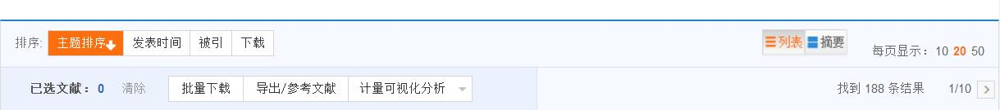 排序: 主题排序 发表时间 被引 下载 列表 摘要 每页显示: 10 20 50
已选文献: 0 清除 批量下载 导出/参考文献 计量可视化分析 找到 188 条结果 1/10